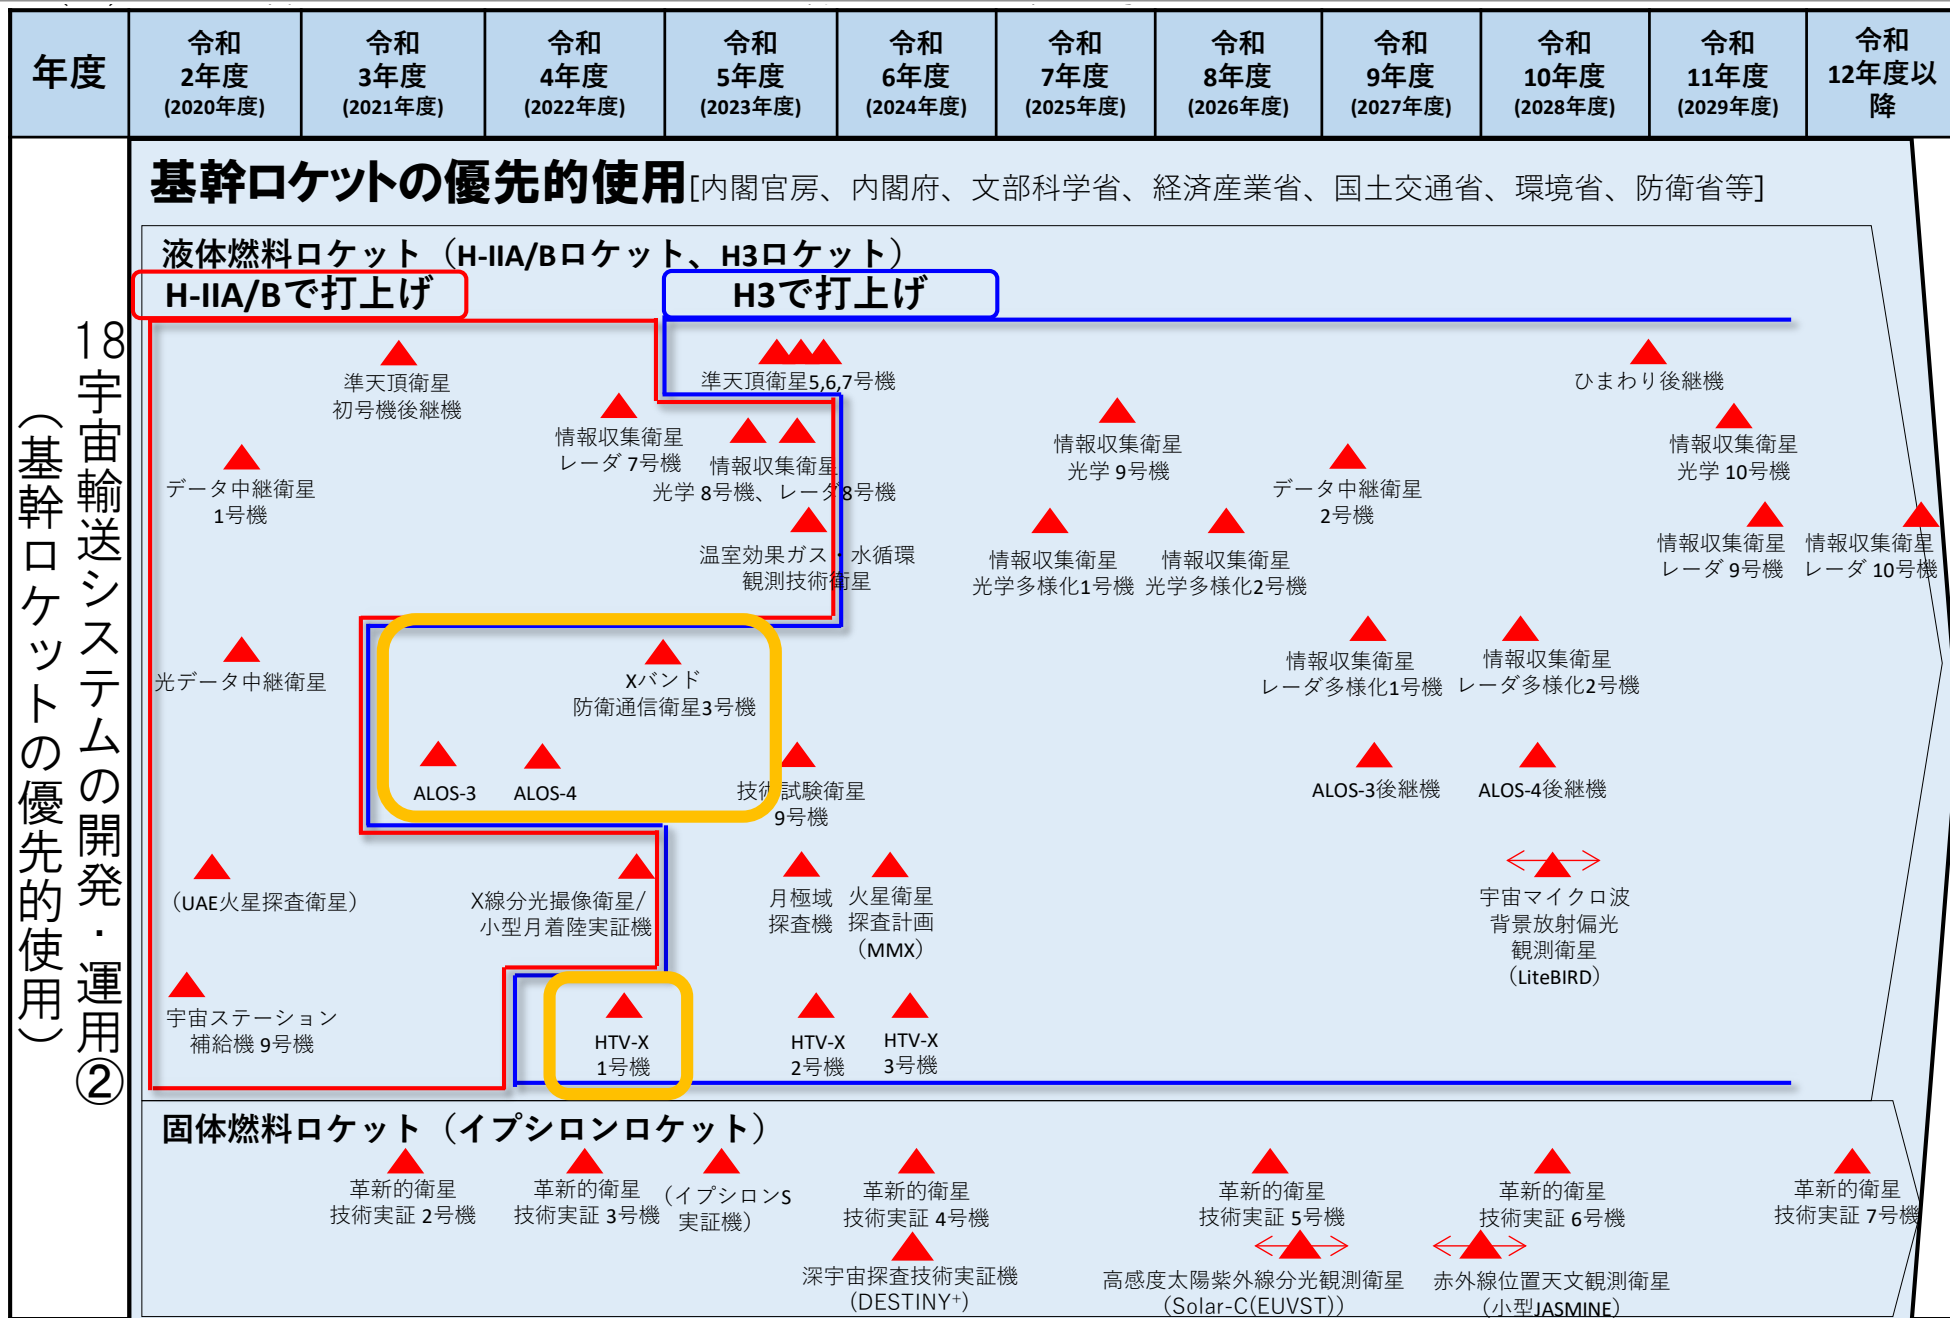 年度
令和
2年度
(2020年度)
令和
3年度
(2021年度)
令和
4年度
(2022年度)
令和
5年度
(2023年度)
令和
6年度
(2024年度)
令和
7年度
(2025年度)
令和
8年度
(2026年度)
令和
9年度
(2027年度)
令和
10年度
(2028年度)
令和
11年度
(2029年度)
令和
12年度以
降
18宇宙輸送システムの開発・運用②
（基幹ロケットの優先的使用）
基幹ロケットの優先的使用[内閣官房、内閣府、文部科学省、経済産業省、国土交通省、環境省、防衛省等]
液体燃料ロケット（H-IIA/Bロケット、H3ロケット）
H-IIA/Bで打上げ
H3で打上げ
準天頂衛星
初号機後継機
準天頂衛星5,6,7号機
ひまわり後継機
情報収集衛星
レーダ 7号機
情報収集衛星
光学 8号機、レーダ8号機
情報収集衛星
光学 9号機
情報収集衛星
光学 10号機
データ中継衛星
1号機
データ中継衛星
2号機
温室効果ガス・水循環
観測技術衛星
情報収集衛星
光学多様化1号機
情報収集衛星
光学多様化2号機
情報収集衛星
レーダ 9号機
情報収集衛星
レーダ 10号機
光データ中継衛星
Xバンド
防衛通信衛星3号機
情報収集衛星
レーダ多様化1号機
情報収集衛星
レーダ多様化2号機
ALOS-3
ALOS-4
技術試験衛星
9号機
ALOS-3後継機
ALOS-4後継機
（UAE火星探査衛星）
X線分光撮像衛星/
小型月着陸実証機
月極域
探査機
火星衛星
探査計画
（MMX）
宇宙マイクロ波
背景放射偏光
観測衛星
（LiteBIRD）
宇宙ステーション
補給機 9号機
HTV-X
1号機
HTV-X
2号機
HTV-X
3号機
固体燃料ロケット（イプシロンロケット）
革新的衛星
技術実証 2号機
革新的衛星
技術実証 3号機
（イプシロンS
実証機）
革新的衛星
技術実証 4号機
革新的衛星
技術実証 5号機
革新的衛星
技術実証 6号機
革新的衛星
技術実証 7号機
深宇宙探査技術実証機
（DESTINY⁺）
高感度太陽紫外線分光観測衛星
（Solar-C(EUVST)）
赤外線位置天文観測衛星
（小型JASMINE）